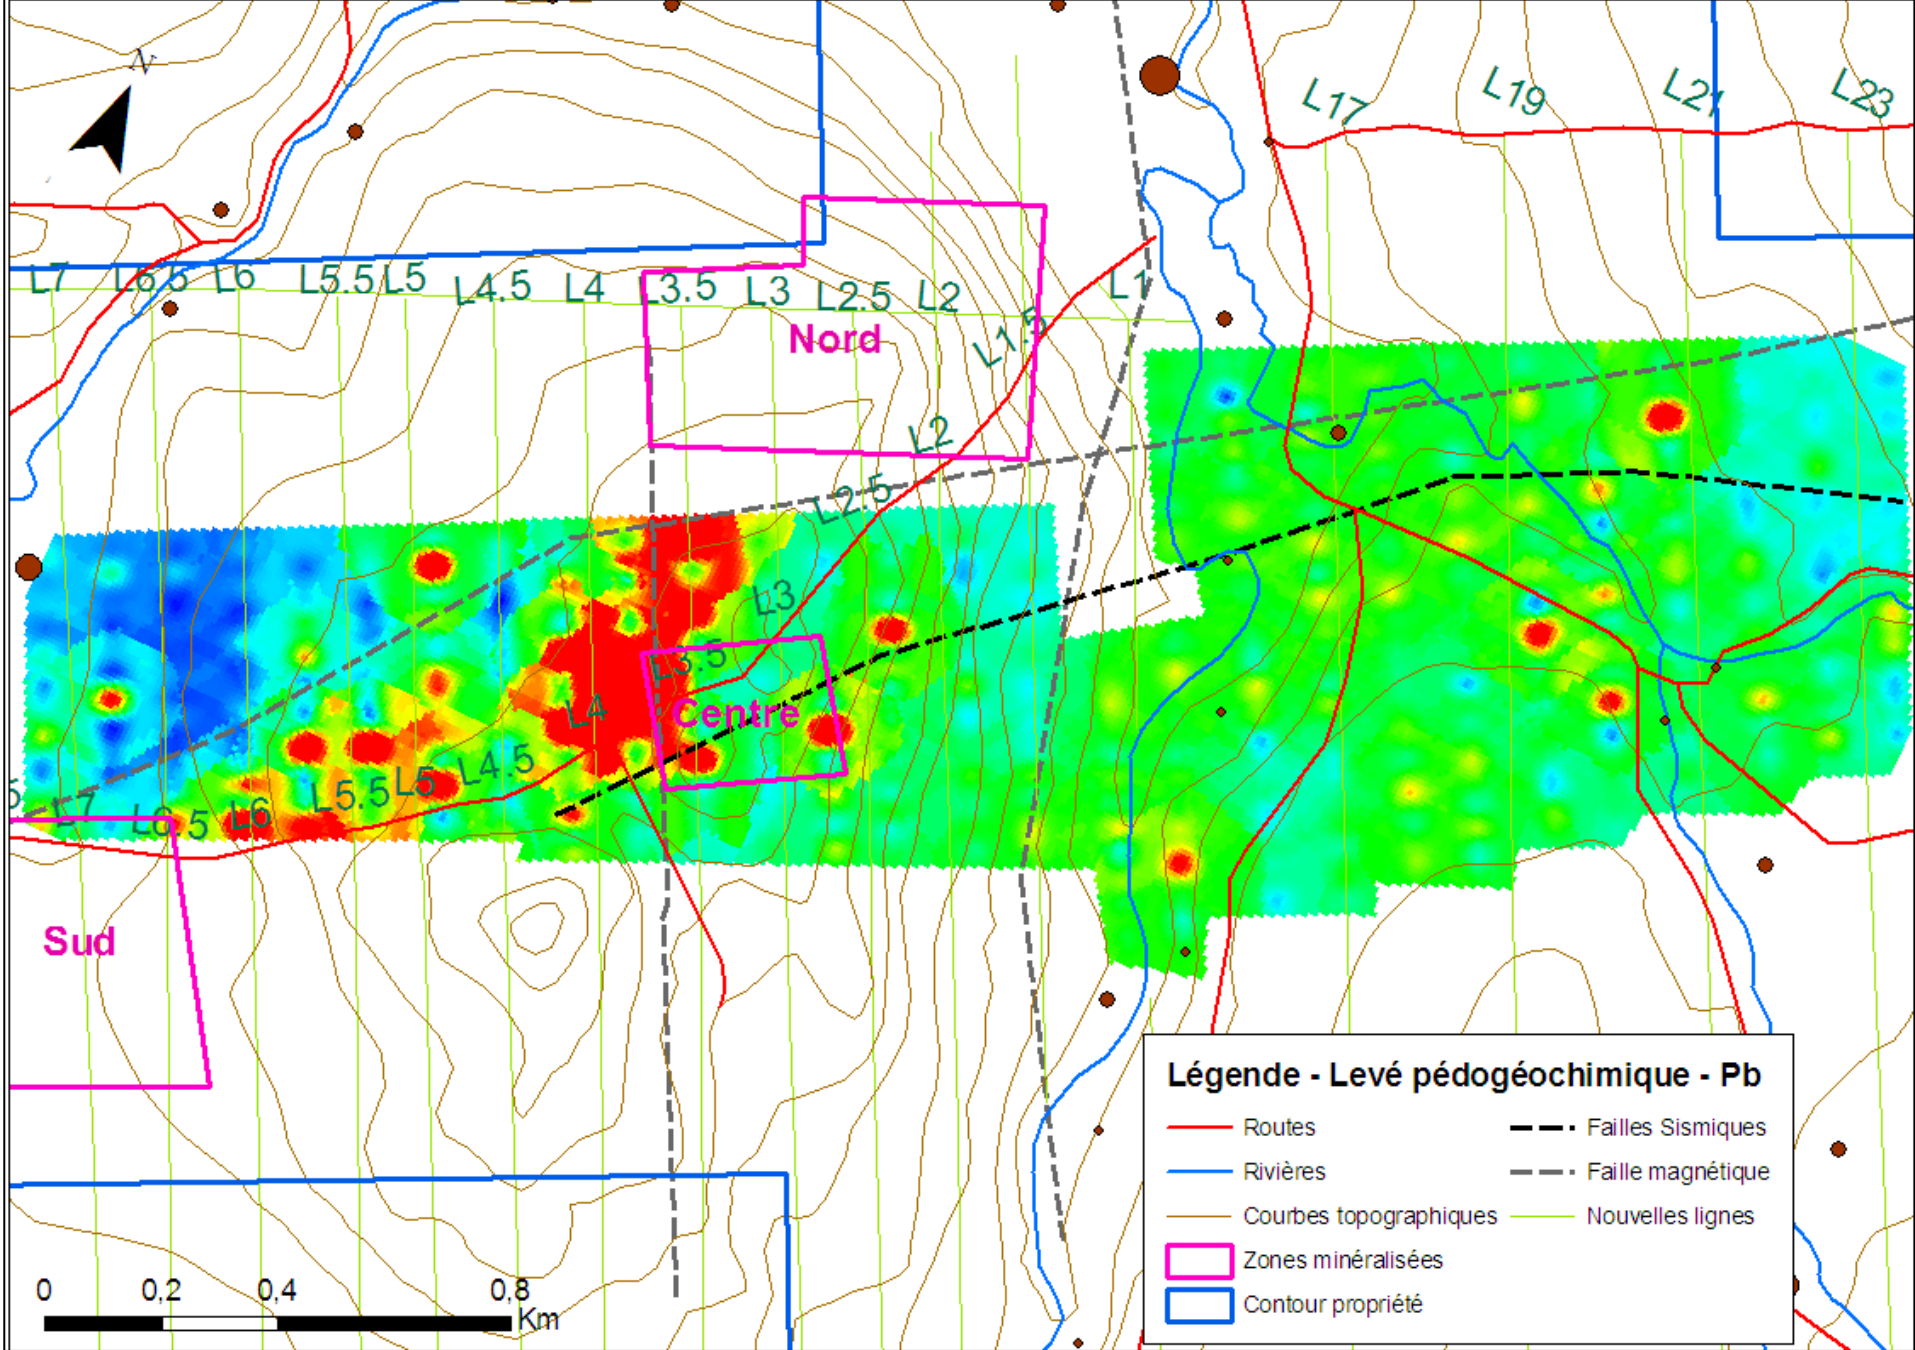 N
L17
L19
L21
L23
L7
L6.5
L6
L5.5
L5
L4.5
L4
L3.5
L3
L2.5
L2
L1
L1.5
Nord
L2
L2.5
L3
L3.5
Centre
L4
L4.5
L5
L5.5
L6
L6.5
L7
5
Sud
Légende - Levé pédogéochimique - Pb
Routes
Failles Sismiques
Rivières
Faille magnétique
Courbes topographiques
Nouvelles lignes
Zones minéralisées
Contour propriété
0 0,2 0,4 0,8
Km